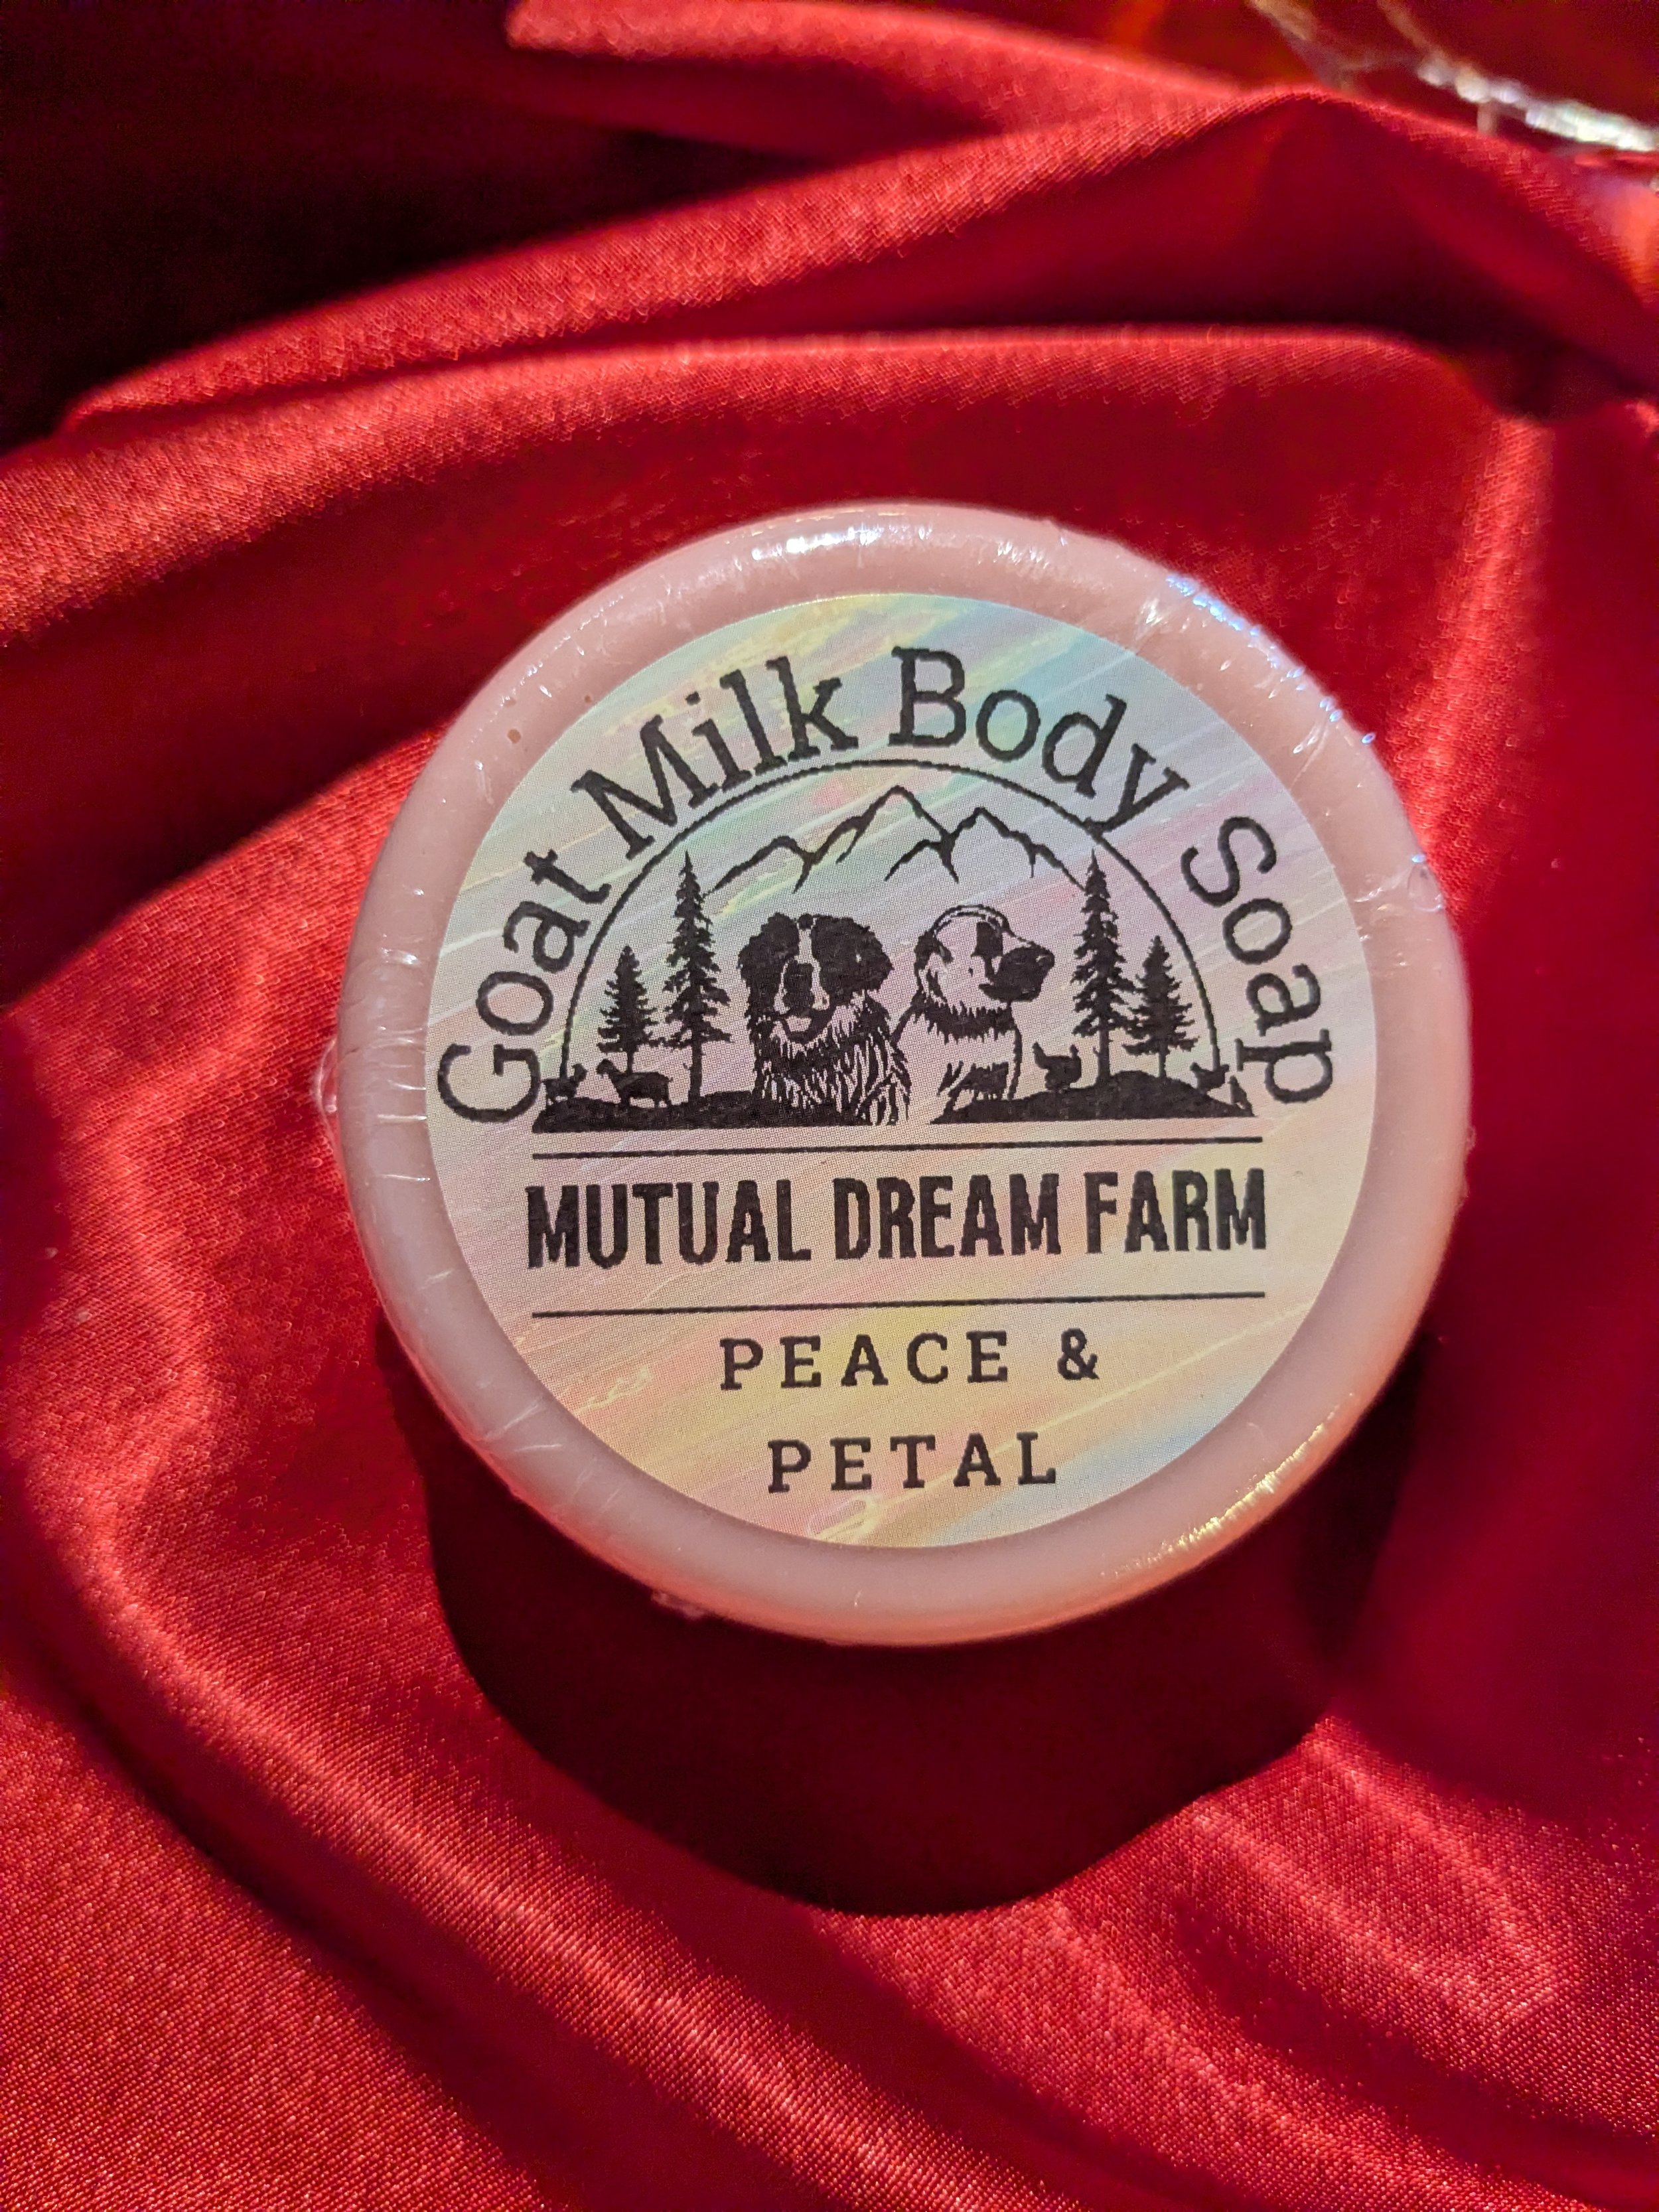 Goat Milk Body Soap
MUTUAL DREAM FARM
PEACE &
PETAL